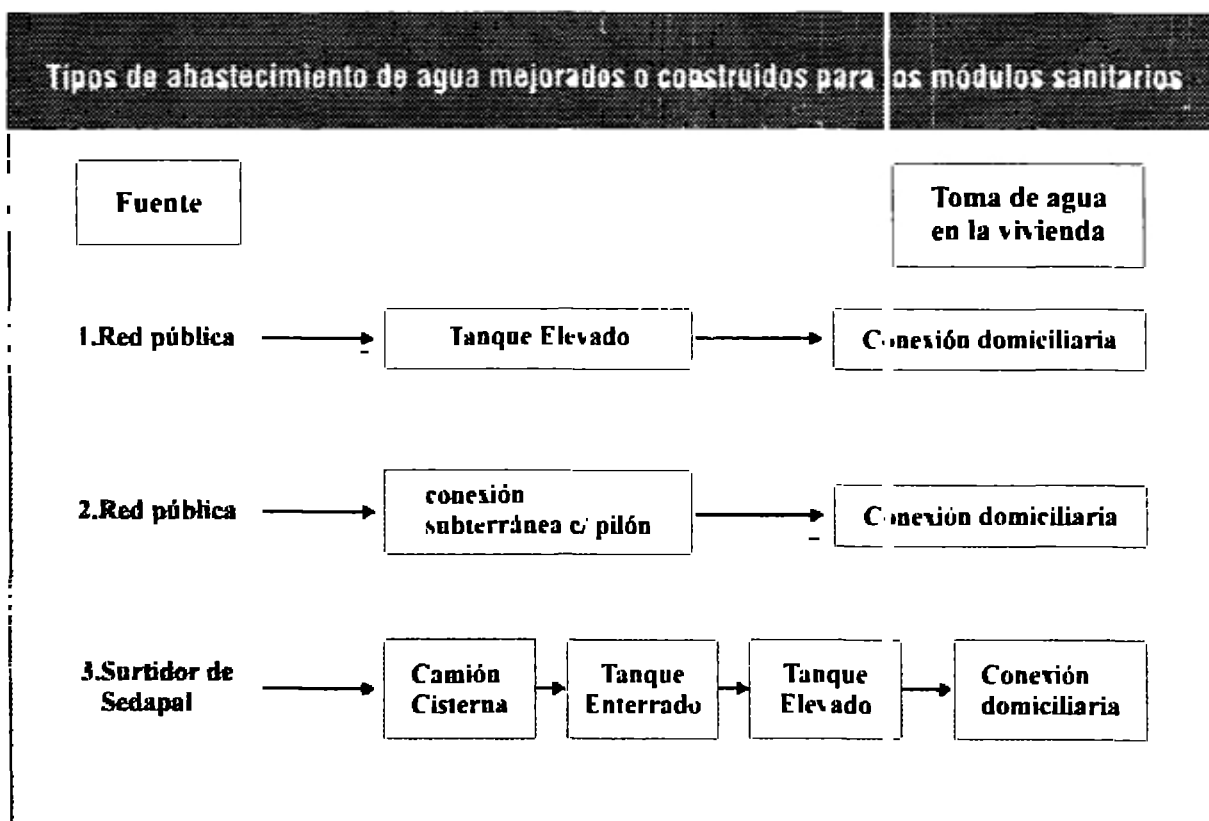 Tipos de abastecimiento de agua mejorados o construidos para los módulos sanitarios
Fuente
Toma de agua
en la vivienda
1.Red pública
Tanque Elevado
Conexión domiciliaria
2.Red pública
conexión
subterránea c/ pilón
Conexión domiciliaria
3.Surtidor de
Sedapal
Camión
Cisterna
Tanque
Enterrado
Tanque
Elevado
Conexión
domiciliaria